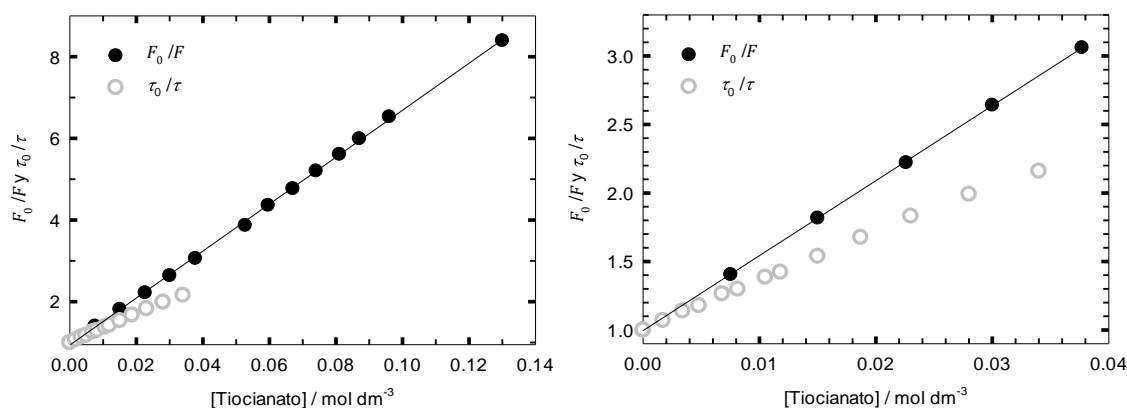 F₀ /F y τ₀ /τ
8
6
4
2
F₀ /F
τ₀ /τ
0.00 0.02 0.04 0.06 0.08 0.10 0.12 0.14
[Tiocianato] / mol dm⁻³
F₀ /F y τ₀ /τ
3.0
2.5
2.0
1.5
1.0
F₀ /F
τ₀ /τ
0.00 0.01 0.02 0.03 0.04
[Tiocianato] / mol dm⁻³